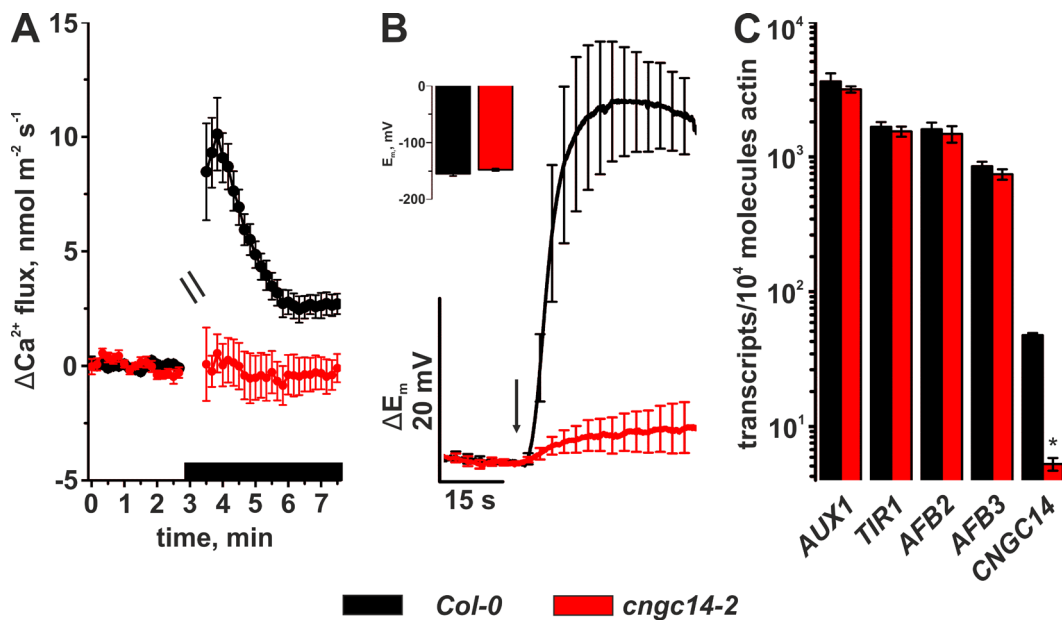 A
ΔCa²⁺ flux, nmol m⁻² s⁻¹
15
10
5
0
-5
0 1 2 3 4 5 6 7
time, min
B
Eₘ, mV
0
-100
-200
ΔEₘ
20 mV
15 s
C
transcripts/10⁴ molecules actin
10⁴
10³
10²
10¹
*
AUX1
TIR1
AFB2
AFB3
CNGC14
Col-0
cngc14-2